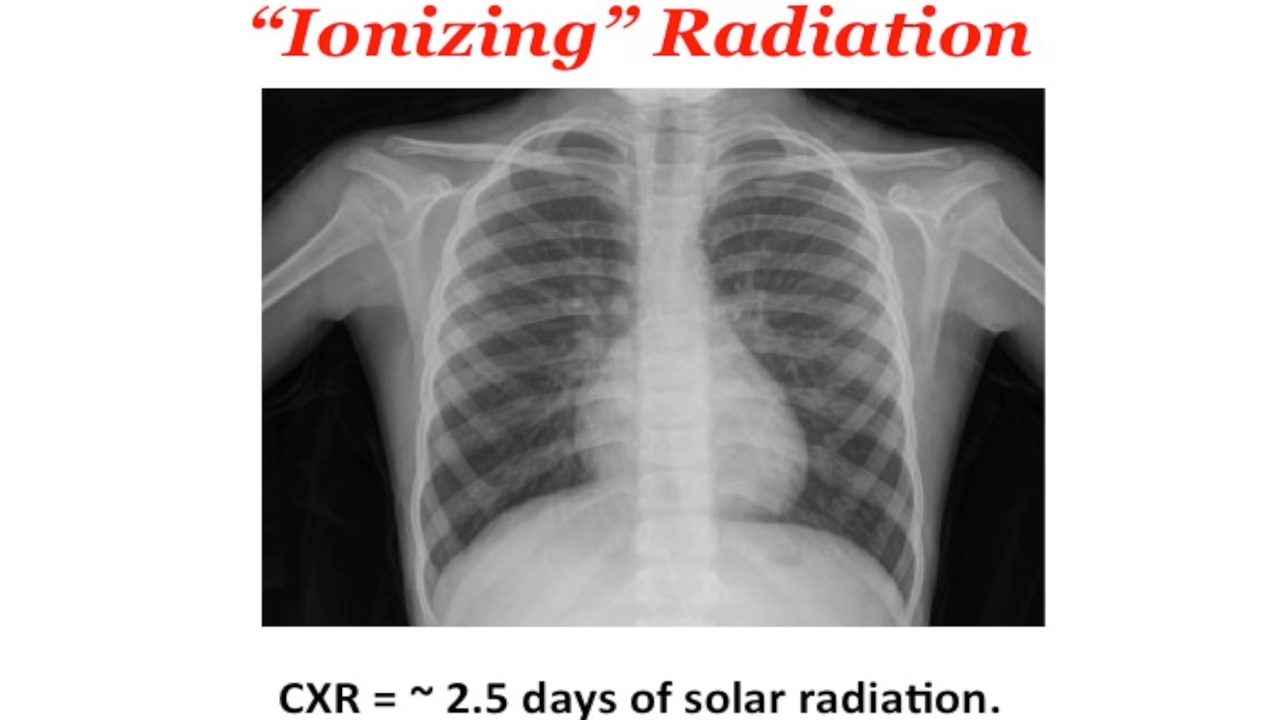 “Ionizing” Radiation
CXR = ~ 2.5 days of solar radiation.